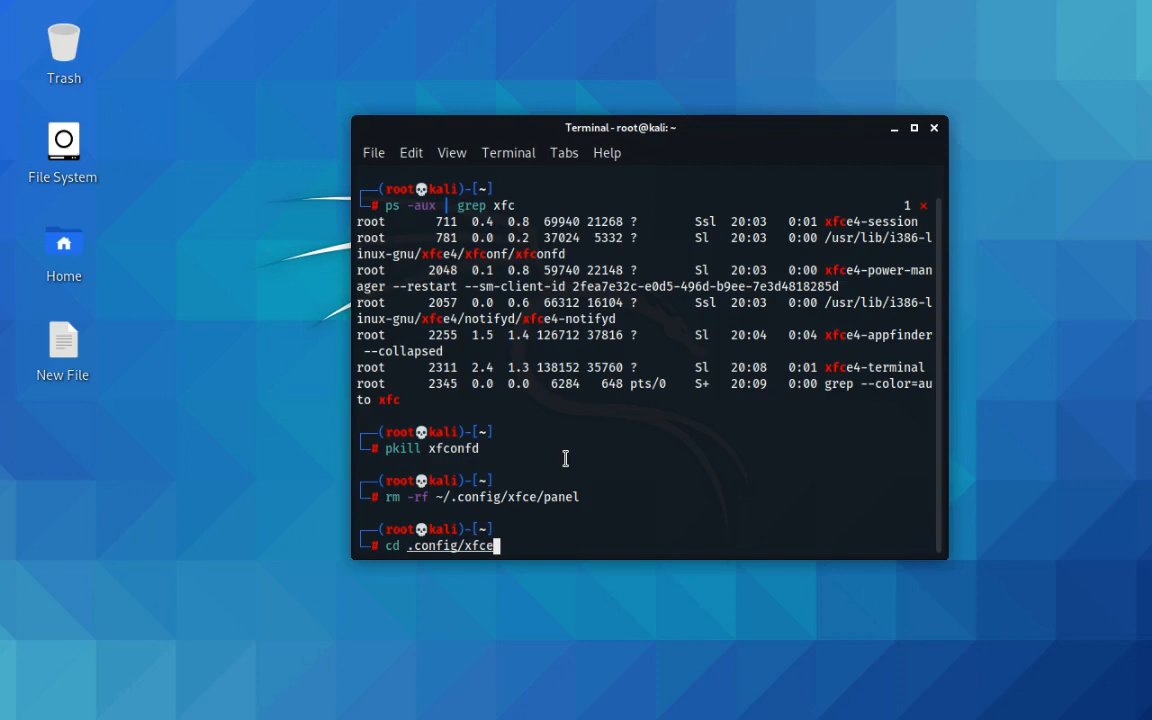 Trash
File System
Home
New File
Terminal - root@kali: ~
File Edit View Terminal Tabs Help
┌──(root💀kali)-[~]
└─# ps -aux | grep xfc 1 ⨯
root 711 0.4 0.8 69940 21268 ? Ssl 20:03 0:01 xfce4-session
root 781 0.0 0.2 37024 5332 ? Sl 20:03 0:00 /usr/lib/i386-l
inux-gnu/xfce4/xfconf/xfconfd
root 2048 0.1 0.8 59740 22148 ? Sl 20:03 0:00 xfce4-power-man
ager --restart --sm-client-id 2fea7e32c-e0d5-496d-b9ee-7e3d4818285d
root 2057 0.0 0.6 66312 16104 ? Ssl 20:03 0:00 /usr/lib/i386-l
inux-gnu/xfce4/notifyd/xfce4-notifyd
root 2255 1.5 1.4 126712 37816 ? Sl 20:04 0:04 xfce4-appfinder
--collapsed
root 2311 2.4 1.3 138152 35760 ? Sl 20:08 0:01 xfce4-terminal
root 2345 0.0 0.0 6284 648 pts/0 S+ 20:09 0:00 grep --color=au
to xfc
┌──(root💀kali)-[~]
└─# pkill xfconfd
┌──(root💀kali)-[~]
└─# rm -rf ~/.config/xfce/panel
┌──(root💀kali)-[~]
└─# cd .config/xfce